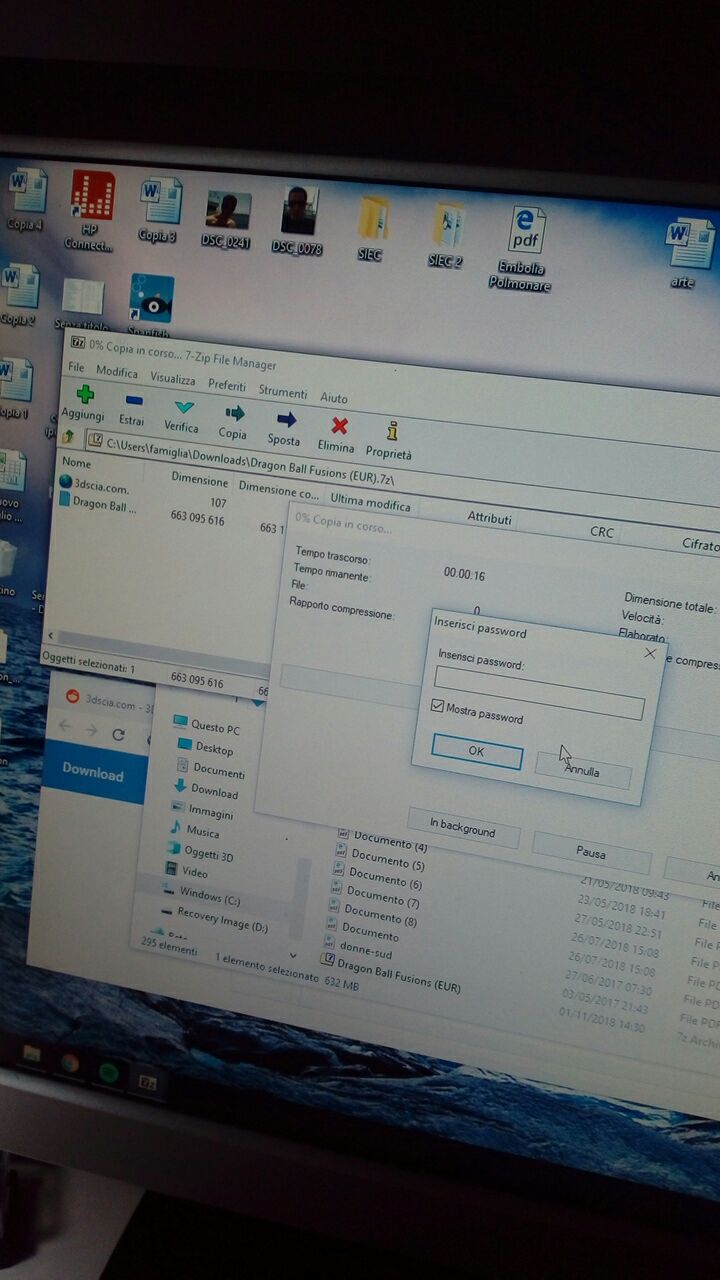 Copia 4
HP
Connect...
Copia 3
DSC_0241
DSC_0078
SIEC
SIEC 2
pdf
Embolia
Polmonare
arte
Copia 2
Senza titolo
0% Copia in corso... 7-Zip File Manager
File Modifica Visualizza Preferiti Strumenti Aiuto
Aggiungi Estrai Verifica Copia Sposta Elimina Proprietà
C:\Users\famiglia\Downloads\Dragon Ball Fusions (EUR).7z\
Nome Dimensione Dimensione co... Ultima modifica Attributi CRC Cifrato
3dscia.com. 107
Dragon Ball ... 663 095 616 663 1
Oggetti selezionati: 1 663 095 616 66
0% Copia in corso...
Tempo trascorso: 00:00:16
Tempo rimanente:
File: 0
Rapporto compressione:
Dimensione totale:
Velocità:
Elaborato:
e compress
Inserisci password
Inserisci password:
Mostra password
OK Annulla
In background Pausa An
3dscia.com - 3
Download
Questo PC
Desktop
Documenti
Download
Immagini
Musica
Oggetti 3D
Video
Windows (C:)
Recovery Image (D:)
295 elementi 1 elemento selezionato 632 MB
Documento (4)
Documento (5)
Documento (6)
Documento (7)
Documento (8)
Documento
donne-sud
Dragon Ball Fusions (EUR)
21/05/2018 09:43
23/05/2018 18:41
27/05/2018 22:51
26/07/2018 15:08
26/07/2018 15:08
27/06/2017 07:30
03/05/2017 21:43
01/11/2018 14:30
File PD
File PD
File PD
7z Archi